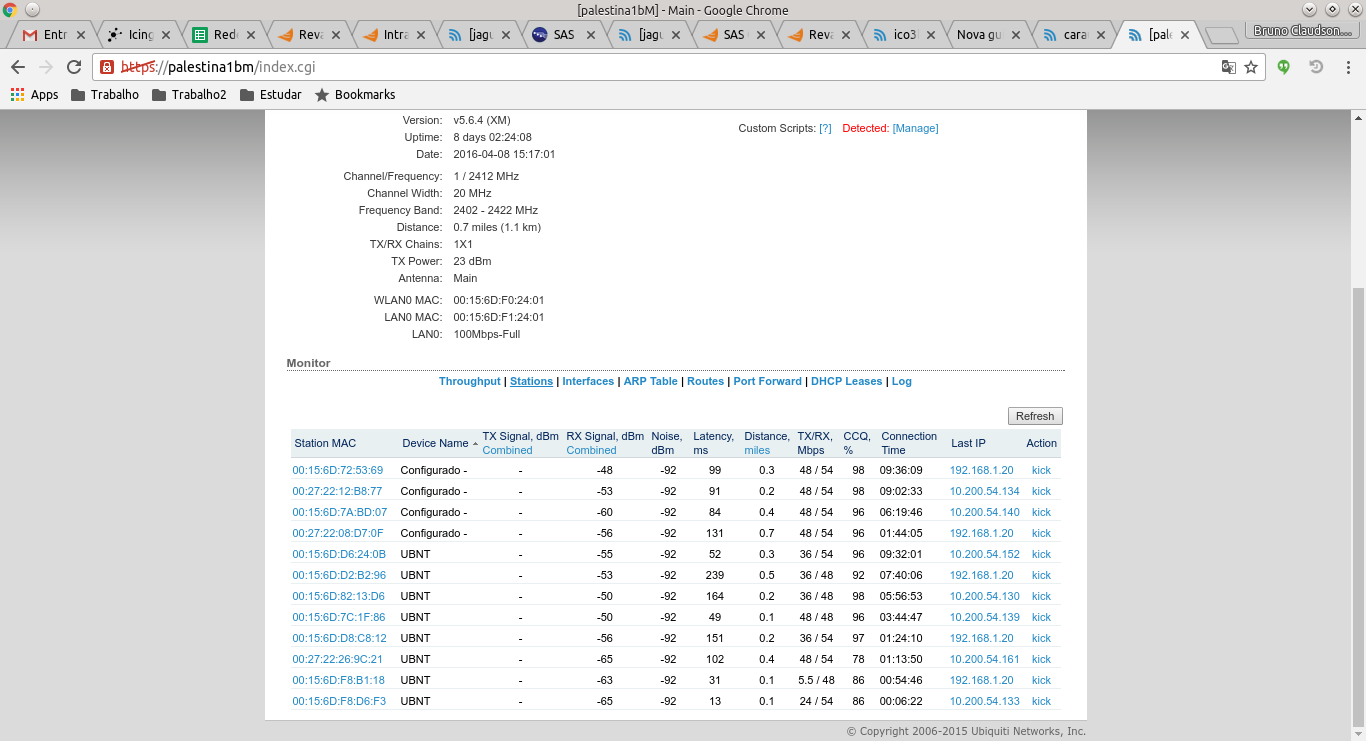 [palestina1bM] - Main - Google Chrome
Entr Icing Rede Reva Intra [jagu SAS [jagu SAS Reva ico3 Nova gu cara [pale Bruno Claudson...
https://palestina1bm/index.cgi
Apps Trabalho Trabalho2 Estudar Bookmarks
Version: v5.6.4 (XM)
Custom Scripts: [?] Detected: [Manage]
Uptime: 8 days 02:24:08
Date: 2016-04-08 15:17:01
Channel/Frequency: 1 / 2412 MHz
Channel Width: 20 MHz
Frequency Band: 2402 - 2422 MHz
Distance: 0.7 miles (1.1 km)
TX/RX Chains: 1X1
TX Power: 23 dBm
Antenna: Main
WLAN0 MAC: 00:15:6D:F0:24:01
LAN0 MAC: 00:15:6D:F1:24:01
LAN0: 100Mbps-Full
Monitor
Throughput | Stations | Interfaces | ARP Table | Routes | Port Forward | DHCP Leases | Log
Refresh
Station MAC Device Name TX Signal, dBm Combined RX Signal, dBm Combined Noise, dBm Latency, ms Distance, miles TX/RX, Mbps CCQ, % Connection Time Last IP Action
00:15:6D:72:53:69 Configurado - - -48 -92 99 0.3 48 / 54 98 09:36:09 192.168.1.20 kick
00:27:22:12:B8:77 Configurado - - -53 -92 91 0.2 48 / 54 98 09:02:33 10.200.54.134 kick
00:15:6D:7A:BD:07 Configurado - - -60 -92 84 0.4 48 / 54 96 06:19:46 10.200.54.140 kick
00:27:22:08:D7:0F Configurado - - -56 -92 131 0.7 48 / 54 96 01:44:05 192.168.1.20 kick
00:15:6D:D6:24:0B UBNT - -55 -92 52 0.3 36 / 54 96 09:32:01 10.200.54.152 kick
00:15:6D:D2:B2:96 UBNT - -53 -92 239 0.5 36 / 48 92 07:40:06 192.168.1.20 kick
00:15:6D:82:13:D6 UBNT - -50 -92 164 0.2 36 / 48 98 05:56:53 10.200.54.130 kick
00:15:6D:7C:1F:86 UBNT - -50 -92 49 0.1 48 / 48 96 03:44:47 10.200.54.139 kick
00:15:6D:D8:C8:12 UBNT - -56 -92 151 0.2 36 / 54 97 01:24:10 192.168.1.20 kick
00:27:22:26:9C:21 UBNT - -65 -92 102 0.4 48 / 54 78 01:13:50 10.200.54.161 kick
00:15:6D:F8:B1:18 UBNT - -63 -92 31 0.1 5.5 / 48 86 00:54:46 192.168.1.20 kick
00:15:6D:F8:D6:F3 UBNT - -65 -92 13 0.1 24 / 54 86 00:06:22 10.200.54.133 kick
© Copyright 2006-2015 Ubiquiti Networks, Inc.